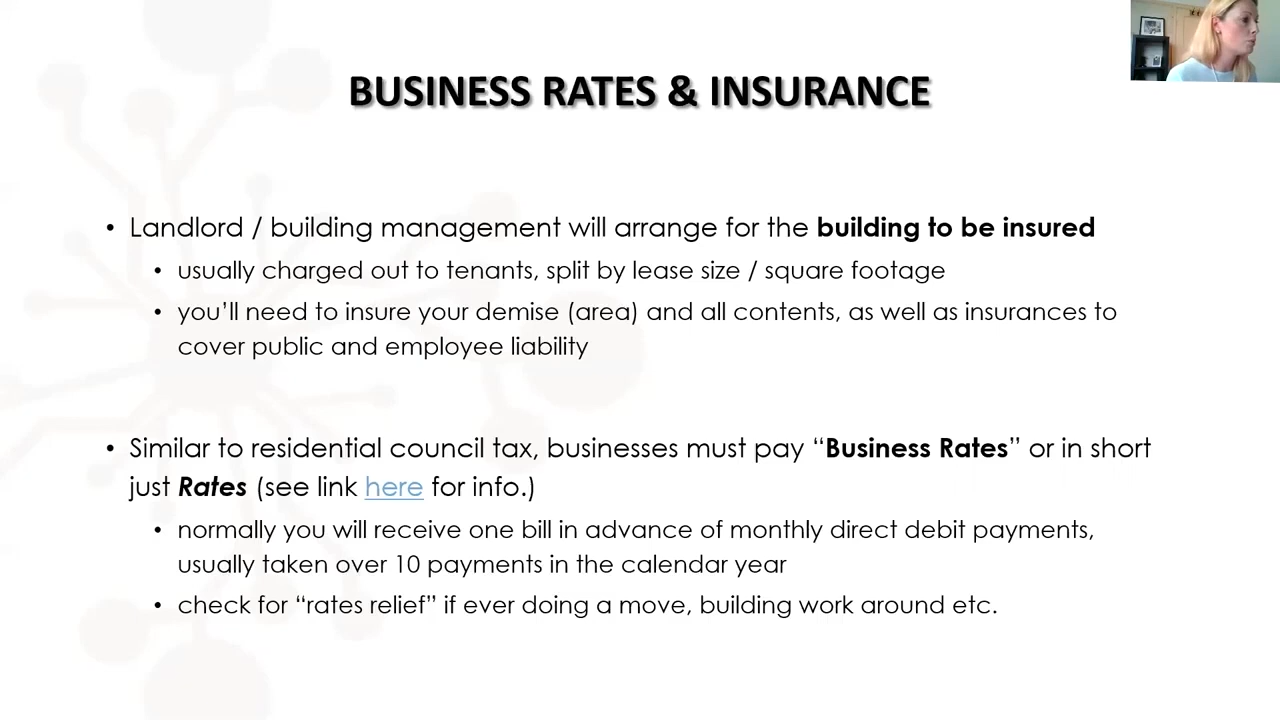 BUSINESS RATES & INSURANCE
• Landlord / building management will arrange for the building to be insured
• usually charged out to tenants, split by lease size / square footage
• you’ll need to insure your demise (area) and all contents, as well as insurances to
cover public and employee liability
• Similar to residential council tax, businesses must pay “Business Rates” or in short
just Rates (see link here for info.)
• normally you will receive one bill in advance of monthly direct debit payments,
usually taken over 10 payments in the calendar year
• check for “rates relief” if ever doing a move, building work around etc.